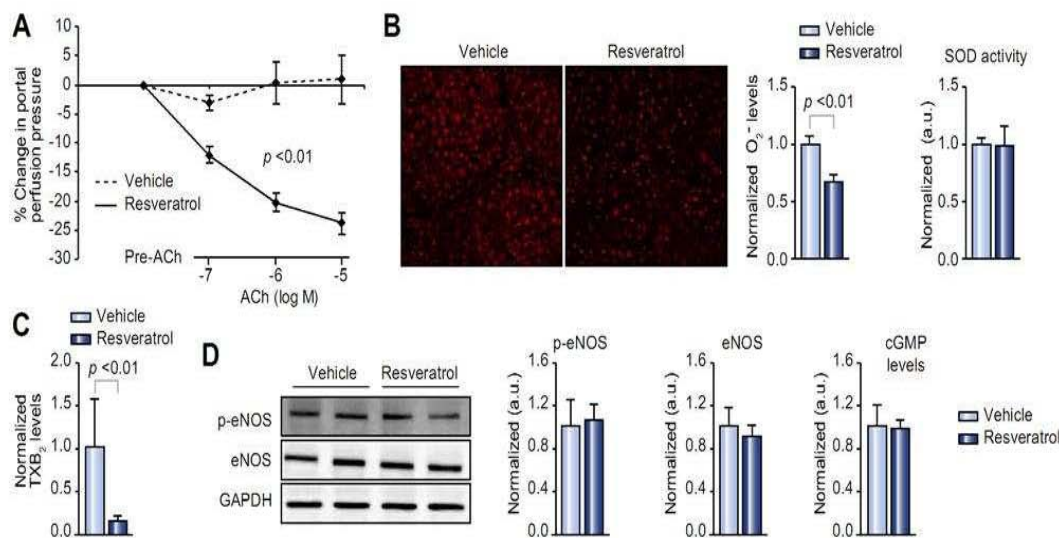 A
% Change in portal
perfusion pressure
10
5
0
-5
-10
-15
-20
-25
-30
p <0.01
Vehicle
Resveratrol
Pre-ACh
-7
-6
-5
ACh (log M)
B
Vehicle
Resveratrol
Vehicle
Resveratrol
Normalized O₂⁻ levels
1.5
1.0
0.5
0.0
p <0.01
SOD activity
Normalized (a.u.)
1.5
1.0
0.5
0.0
C
Vehicle
Resveratrol
Normalized
TXB₂ levels
2.0
1.5
1.0
0.5
0.0
p <0.01
D
Vehicle
Resveratrol
p-eNOS
eNOS
GAPDH
p-eNOS
Normalized (a.u.)
1.6
1.2
0.8
0.4
0.0
eNOS
Normalized (a.u.)
1.6
1.2
0.8
0.4
0.0
cGMP
levels
Normalized (a.u.)
1.6
1.2
0.8
0.4
0.0
Vehicle
Resveratrol